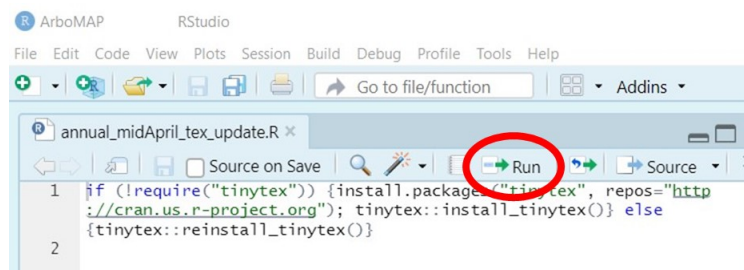 R ArboMAP RStudio
File Edit Code View Plots Session Build Debug Profile Tools Help
Go to file/function Addins
R annual_midApril_tex_update.R ×
Source on Save Run Source
1 if (!require("tinytex")) {install.packages("tinytex", repos="http
://cran.us.r-project.org"); tinytex::install_tinytex()} else
{tinytex::reinstall_tinytex()}
2